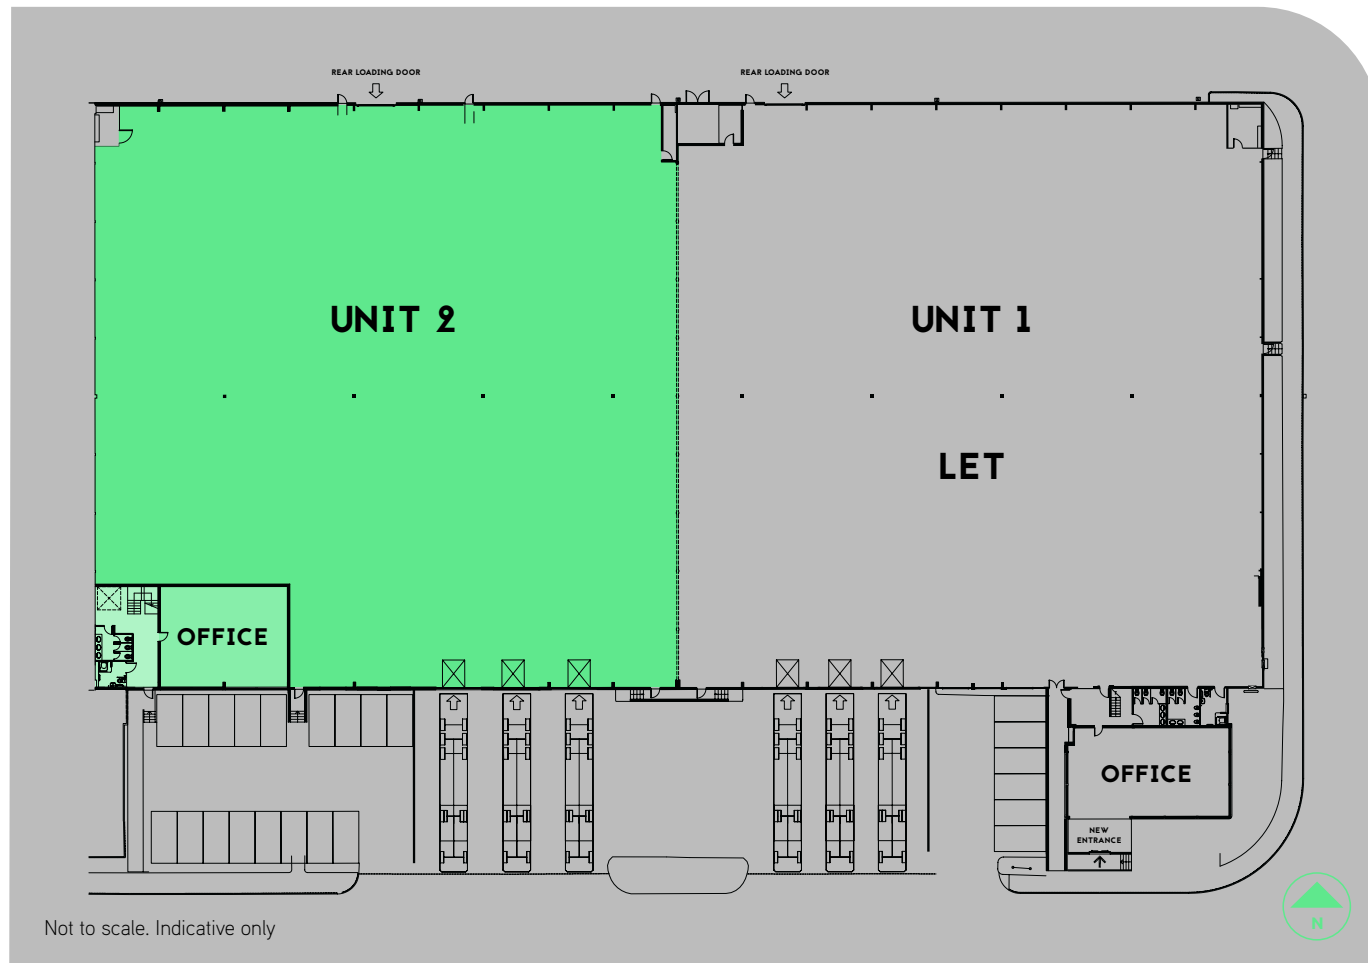 REAR LOADING DOOR
REAR LOADING DOOR
UNIT 2
UNIT 1
LET
OFFICE
OFFICE
NEW
ENTRANCE
Not to scale. Indicative only
N